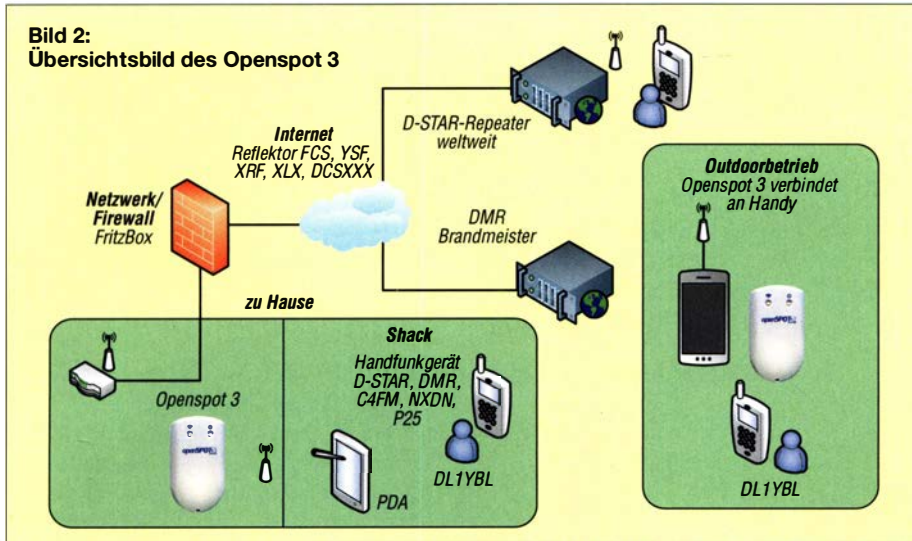 Bild 2:
Übersichtsbild des Openspot 3
D-STAR-Repeater
weltweit
Internet
Reflektor FCS, YSF,
XRF, XLX, DCSXXX
Netzwerk/
Firewall
FritzBox
DMR
Brandmeister
Outdoorbetrieb
Openspot 3 verbindet
an Handy
openSPOT
DL1YBL
zu Hause
Openspot 3
openSPOT
Shack
Handfunkgerät
D-STAR, DMR,
C4FM, NXDN,
P25
DL1YBL
PDA